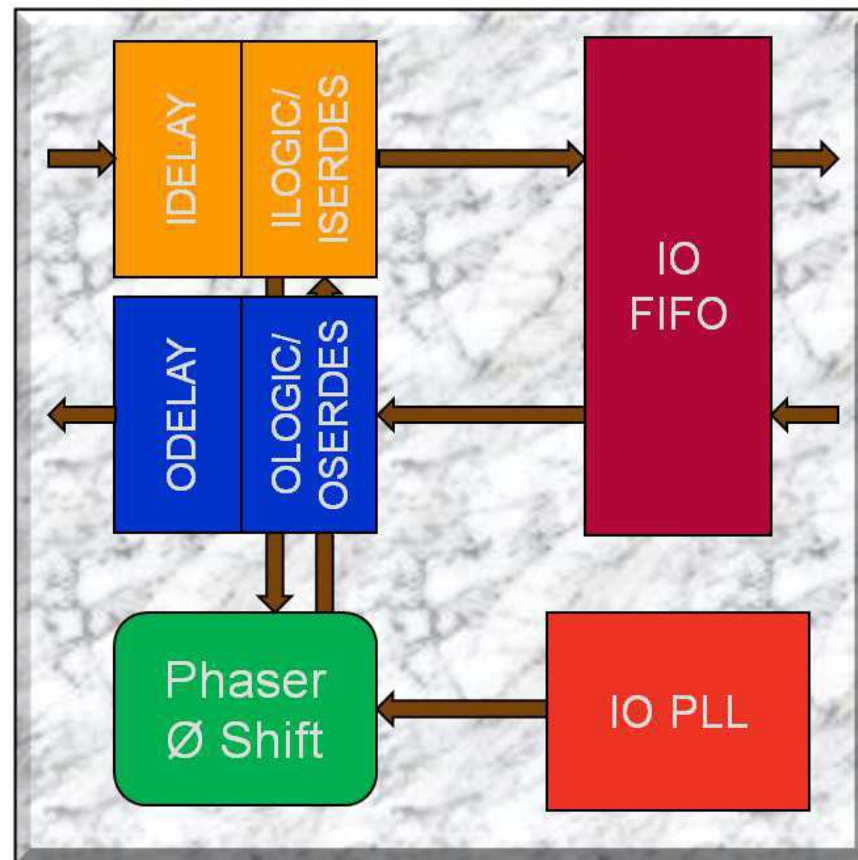 IDELAY
ILOGIC/
ISERDES
IO
FIFO
ODELAY
OLOGIC/
OSERDES
Phaser
Ø Shift
IO PLL